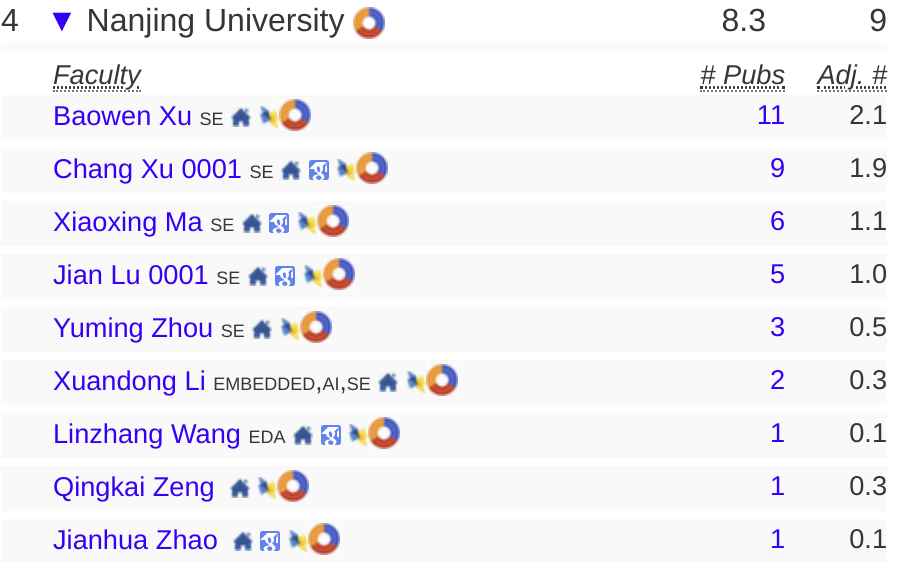 4 ▼ Nanjing University 8.3 9
Faculty # Pubs Adj. #
Baowen Xu SE 11 2.1
Chang Xu 0001 SE 9 1.9
Xiaoxing Ma SE 6 1.1
Jian Lu 0001 SE 5 1.0
Yuming Zhou SE 3 0.5
Xuandong Li EMBEDDED,AI,SE 2 0.3
Linzhang Wang EDA 1 0.1
Qingkai Zeng 1 0.3
Jianhua Zhao 1 0.1